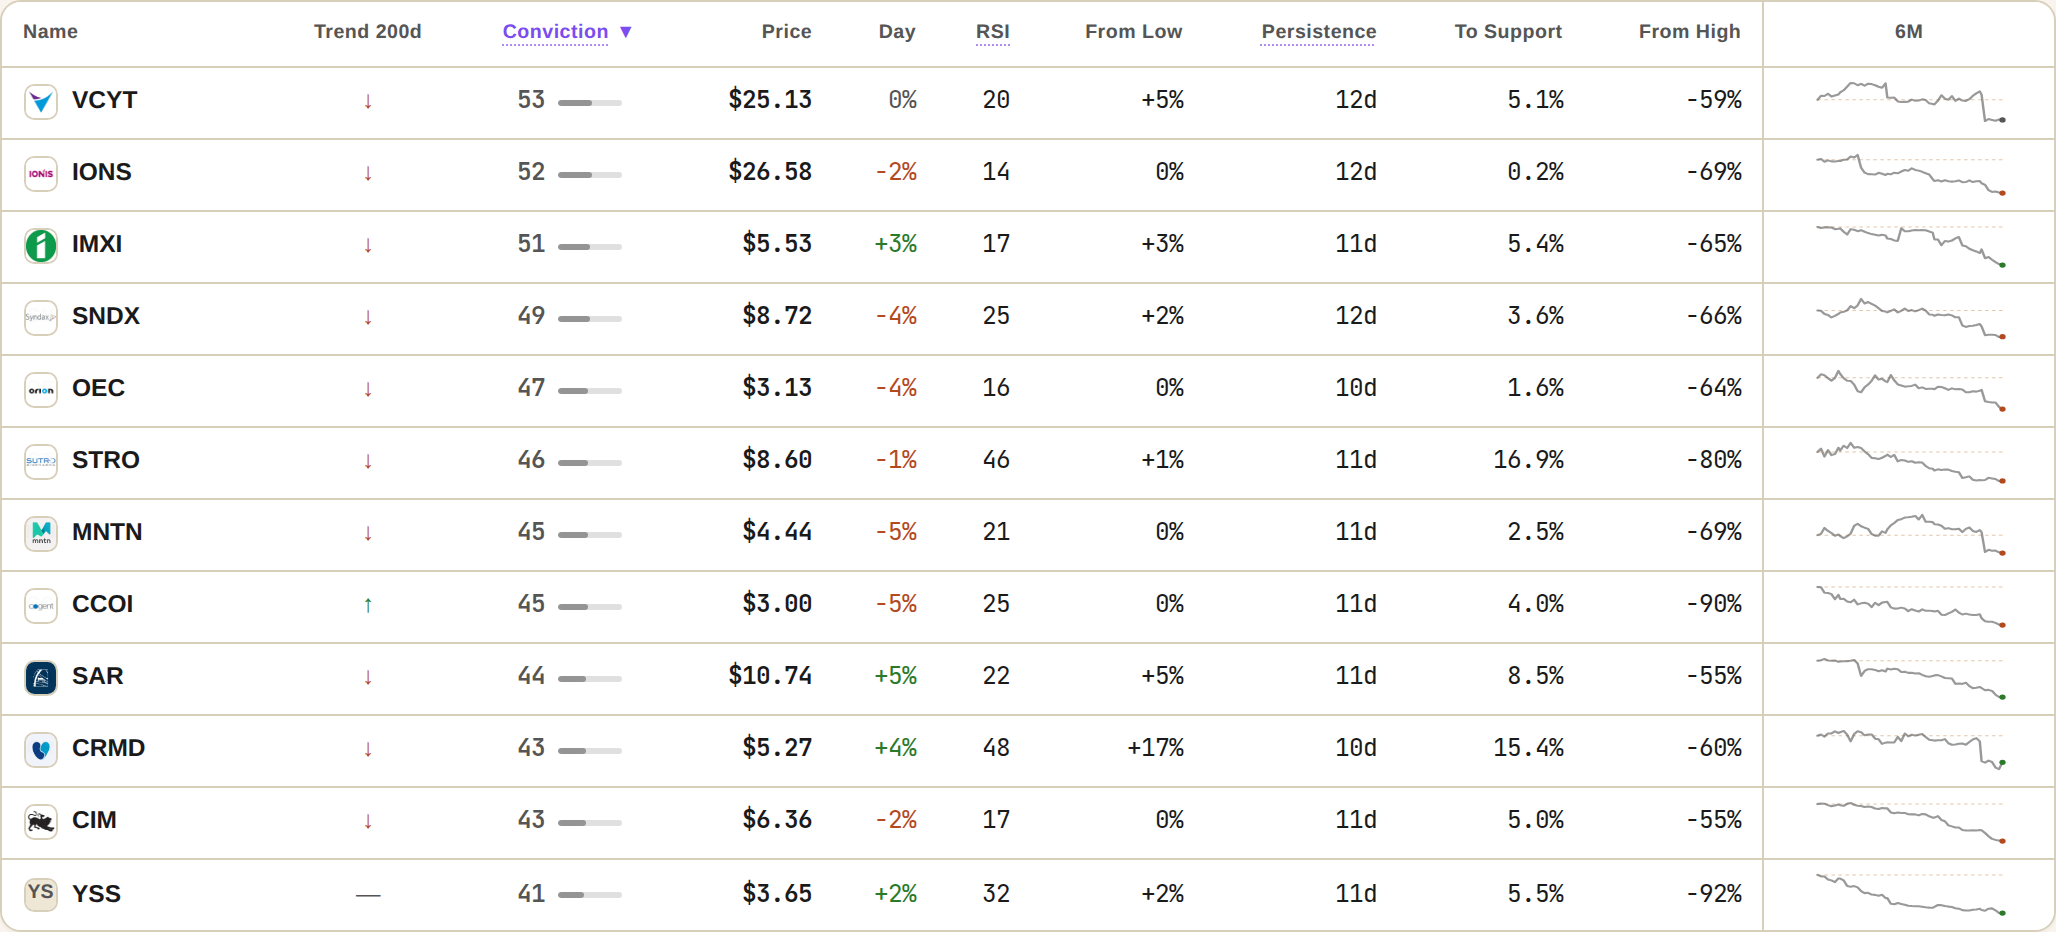 Name Trend 200d Conviction ▼ Price Day RSI From Low Persistence To Support From High 6M
VCYT ↓ 53 $25.13 0% 20 +5% 12d 5.1% -59%
IONIS IONS ↓ 52 $26.58 -2% 14 0% 12d 0.2% -69%
IMXI ↓ 51 $5.53 +3% 17 +3% 11d 5.4% -65%
Syndax SNDX ↓ 49 $8.72 -4% 25 +2% 12d 3.6% -66%
orion OEC ↓ 47 $3.13 -4% 16 0% 10d 1.6% -64%
SUTRO STRO ↓ 46 $8.60 -1% 46 +1% 11d 16.9% -80%
mntn MNTN ↓ 45 $4.44 -5% 21 0% 11d 2.5% -69%
cogent CCOI ↑ 45 $3.00 -5% 25 0% 11d 4.0% -90%
SAR ↓ 44 $10.74 +5% 22 +5% 11d 8.5% -55%
CRMD ↓ 43 $5.27 +4% 48 +17% 10d 15.4% -60%
CIM ↓ 43 $6.36 -2% 17 0% 11d 5.0% -55%
YS YSS — 41 $3.65 +2% 32 +2% 11d 5.5% -92%